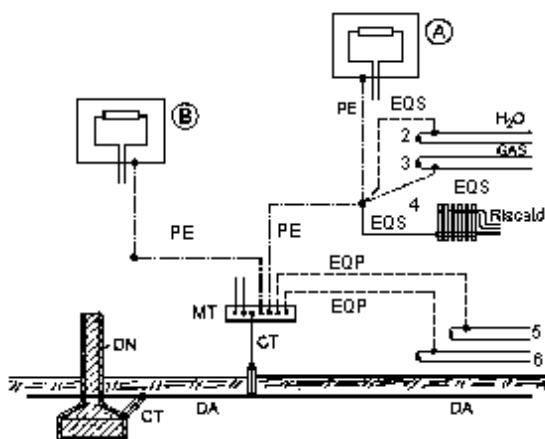 A
B
PE
EQS
H₂O
2
GAS
3
EQS
4
EQS
Riscald
PE
PE
EQP
EQP
MT
CT
5
6
DN
CT
DA
DA